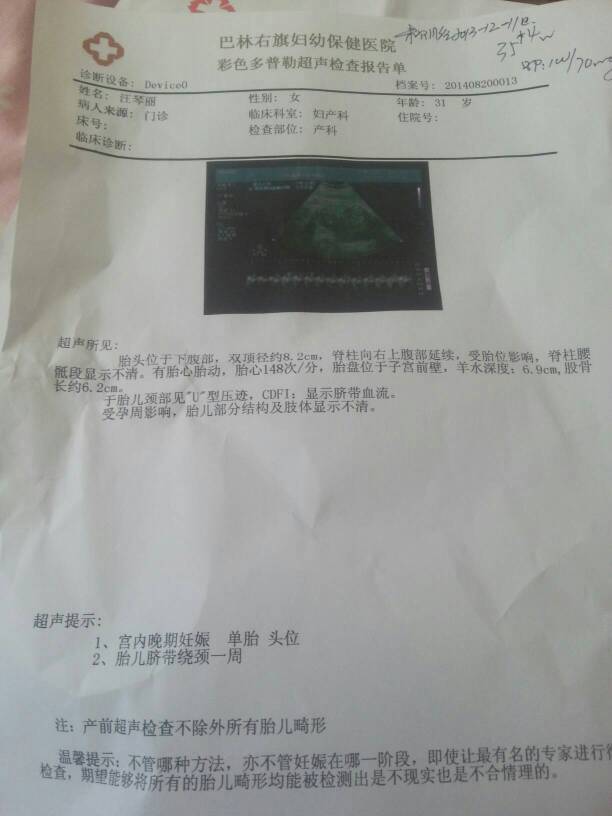 巴林右旗妇幼保健医院
彩色多普勒超声检查报告单
2013-12-11日
35+4w
诊断设备: Device0
档案号: 201408200013
姓名: 汪琴丽 性别: 女 年龄: 31 岁
病人来源: 门诊 临床科室: 妇产科 住院号:
床号: 检查部位: 产科
临床诊断:
超声所见:
胎头位于下腹部, 双顶径约8.2cm, 脊柱向右上腹部延续, 受胎位影响, 脊柱腰
骶段显示不清。有胎心胎动, 胎心148次/分, 胎盘位于子宫前壁, 羊水深度: 6.9cm, 股骨
长约6.2cm。
于胎儿颈部见"U"型压迹, CDFI: 显示脐带血流。
受孕周影响, 胎儿部分结构及肢体显示不清。
超声提示:
1、宫内晚期妊娠 单胎 头位
2、胎儿脐带绕颈一周
注: 产前超声检查不除外所有胎儿畸形
温馨提示: 不管哪种方法, 亦不管妊娠在哪一阶段, 即使让最有名的专家进行彻
检查, 期望能够将所有的胎儿畸形均能被检测出是不现实也是不合情理的。